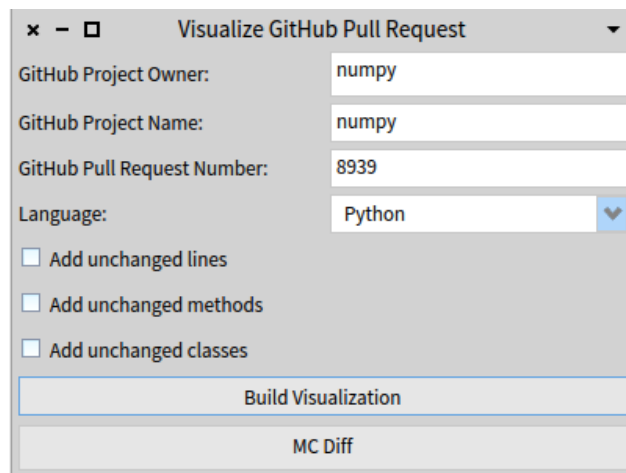 Visualize GitHub Pull Request
GitHub Project Owner: numpy
GitHub Project Name: numpy
GitHub Pull Request Number: 8939
Language: Python
Add unchanged lines
Add unchanged methods
Add unchanged classes
Build Visualization
MC Diff